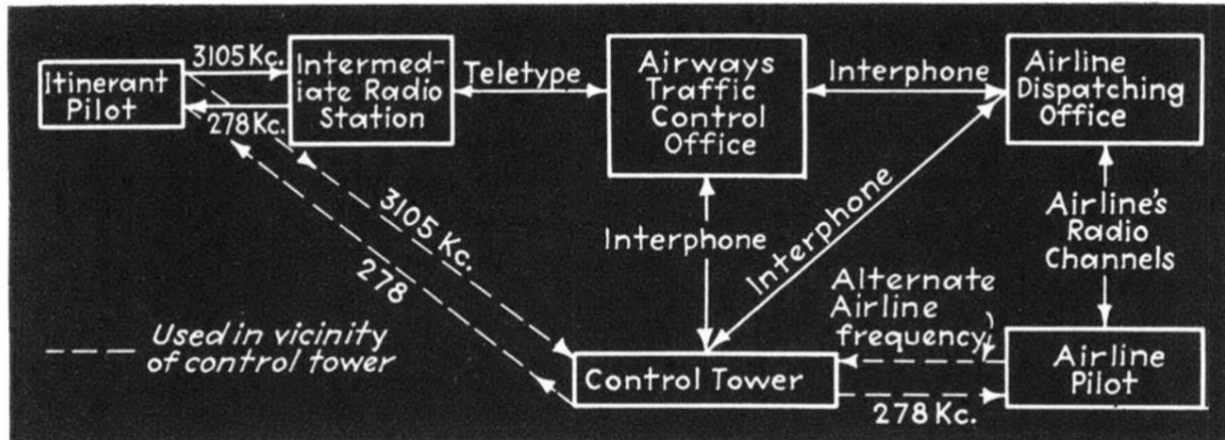 3105 Kc.
Itinerant
Pilot
278 Kc.
Intermed-
iate Radio
Station
Teletype
Airways
Traffic
Control
Office
Interphone
Airline
Dispatching
Office
3105 Kc.
278
Interphone
Interphone
Airline's
Radio
Channels
Alternate
Airline
frequency
Used in vicinity
of control tower
Control Tower
278 Kc.
Airline
Pilot